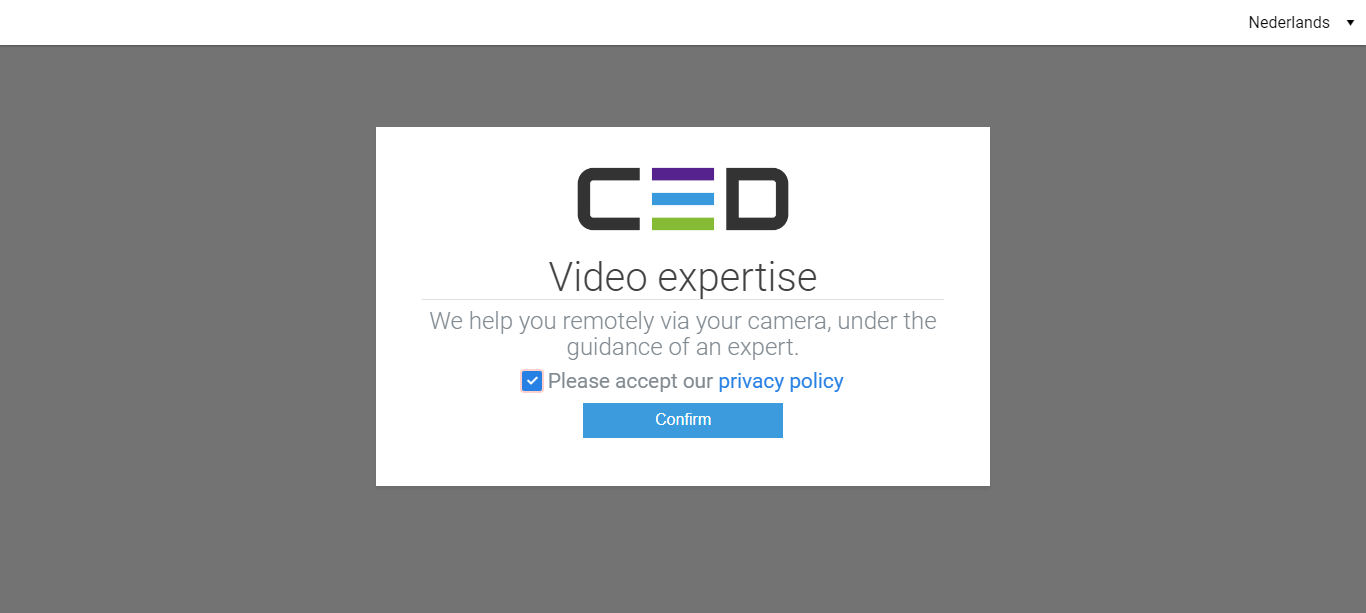 Nederlands
CED
Video expertise
We help you remotely via your camera, under the
guidance of an expert.
Please accept our privacy policy
Confirm